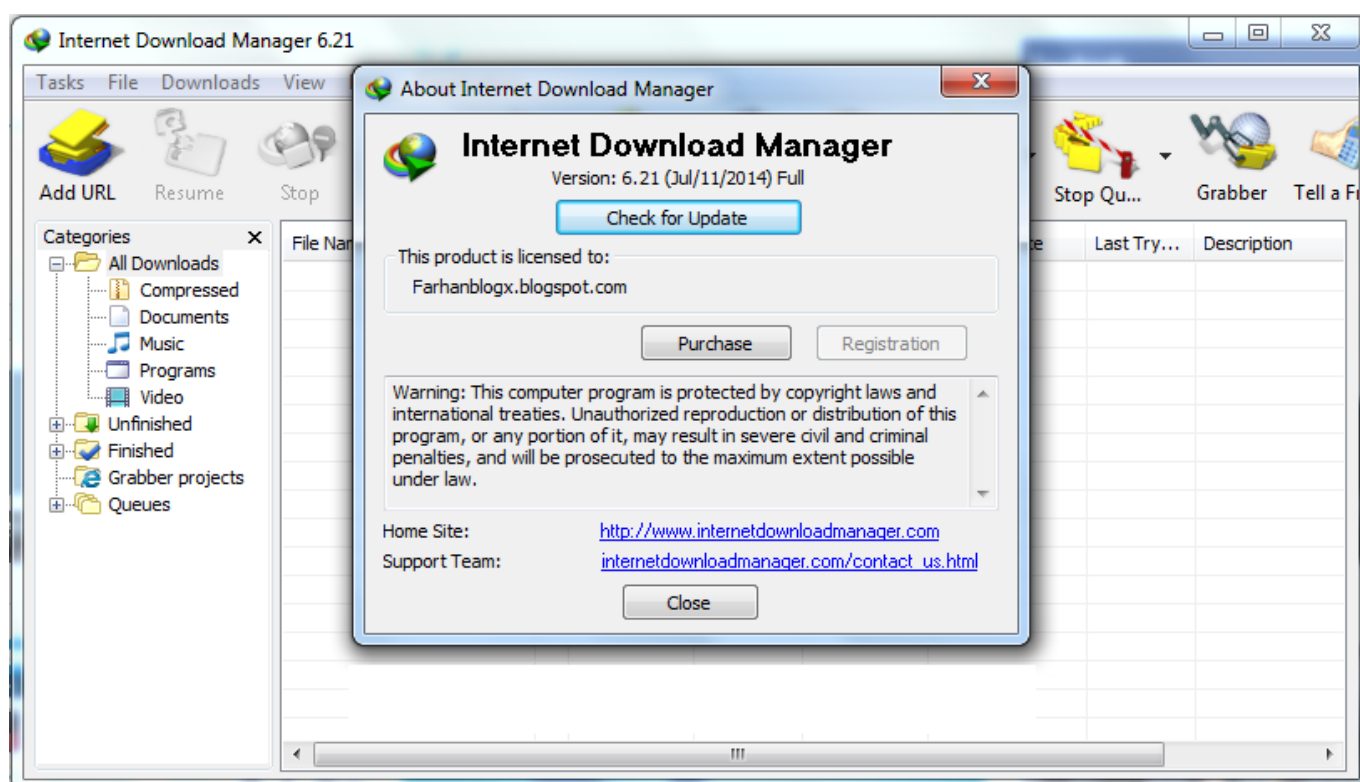 Internet Download Manager 6.21
Tasks File Downloads View
About Internet Download Manager
Internet Download Manager
Version: 6.21 (Jul/11/2014) Full
Check for Update
This product is licensed to:
Farhanblogx.blogspot.com
Purchase Registration
Warning: This computer program is protected by copyright laws and
international treaties. Unauthorized reproduction or distribution of this
program, or any portion of it, may result in severe civil and criminal
penalties, and will be prosecuted to the maximum extent possible
under law.
Home Site: http://www.internetdownloadmanager.com
Support Team: internetdownloadmanager.com/contact_us.html
Close
Add URL Resume Stop Stop Qu... Grabber Tell a Fr
Categories
All Downloads
Compressed
Documents
Music
Programs
Video
Unfinished
Finished
Grabber projects
Queues
File Nar Last Try... Description